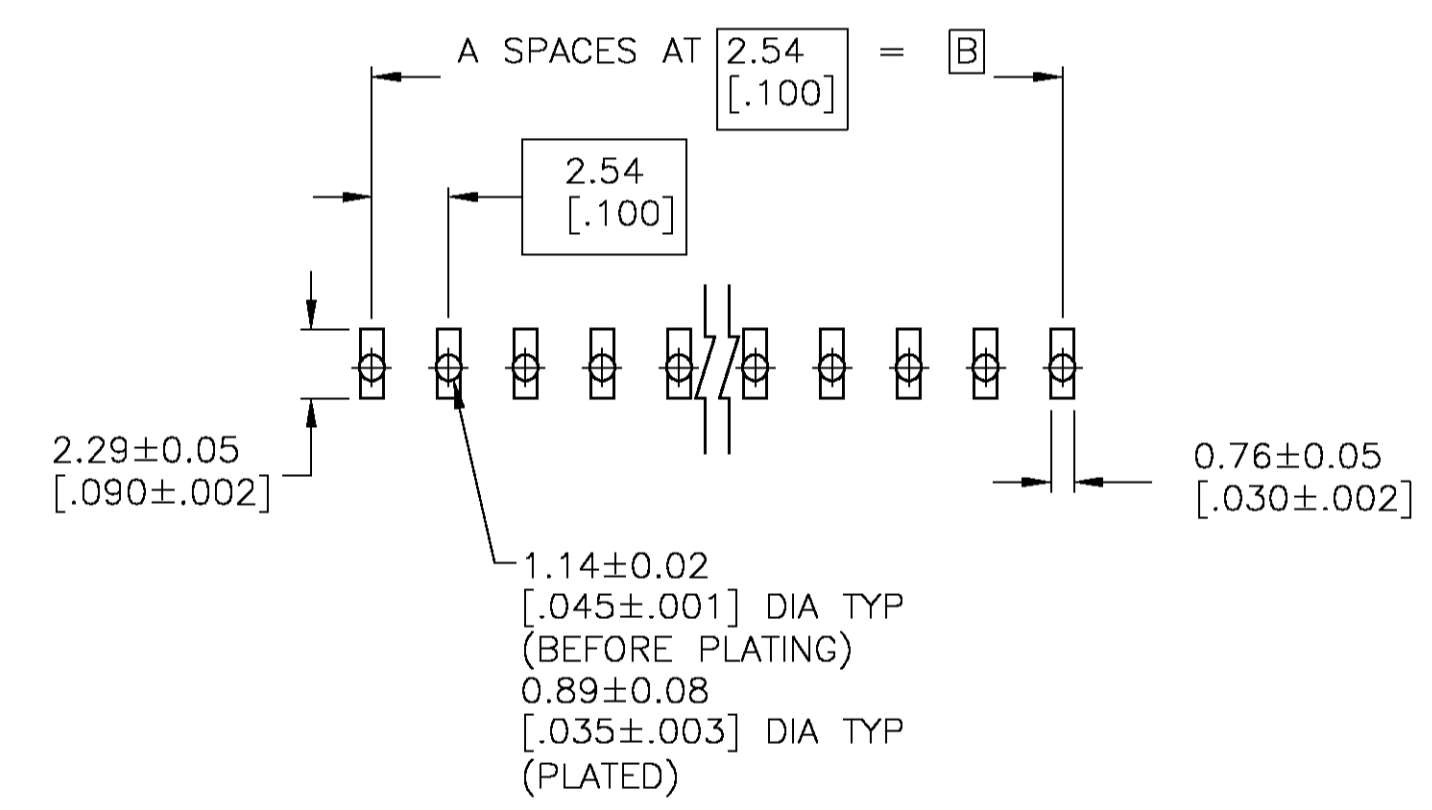 A SPACES AT 2.54 = B
[.100]
2.54
[.100]
2.29±0.05
[.090±.002]
0.76±0.05
[.030±.002]
1.14±0.02
[.045±.001] DIA TYP
(BEFORE PLATING)
0.89±0.08
[.035±.003] DIA TYP
(PLATED)